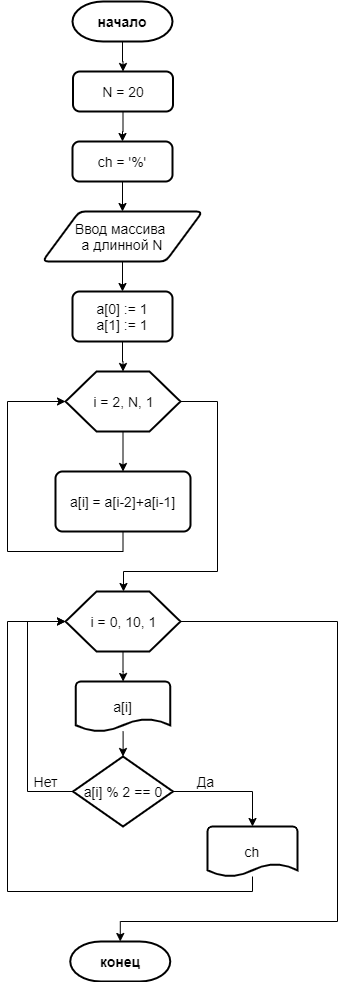 начало
N = 20
ch = '%'
Ввод массива
а длинной N
a[0] := 1
a[1] := 1
i = 2, N, 1
a[i] = a[i-2]+a[i-1]
i = 0, 10, 1
a[i]
a[i] % 2 == 0
Нет
Да
ch
конец